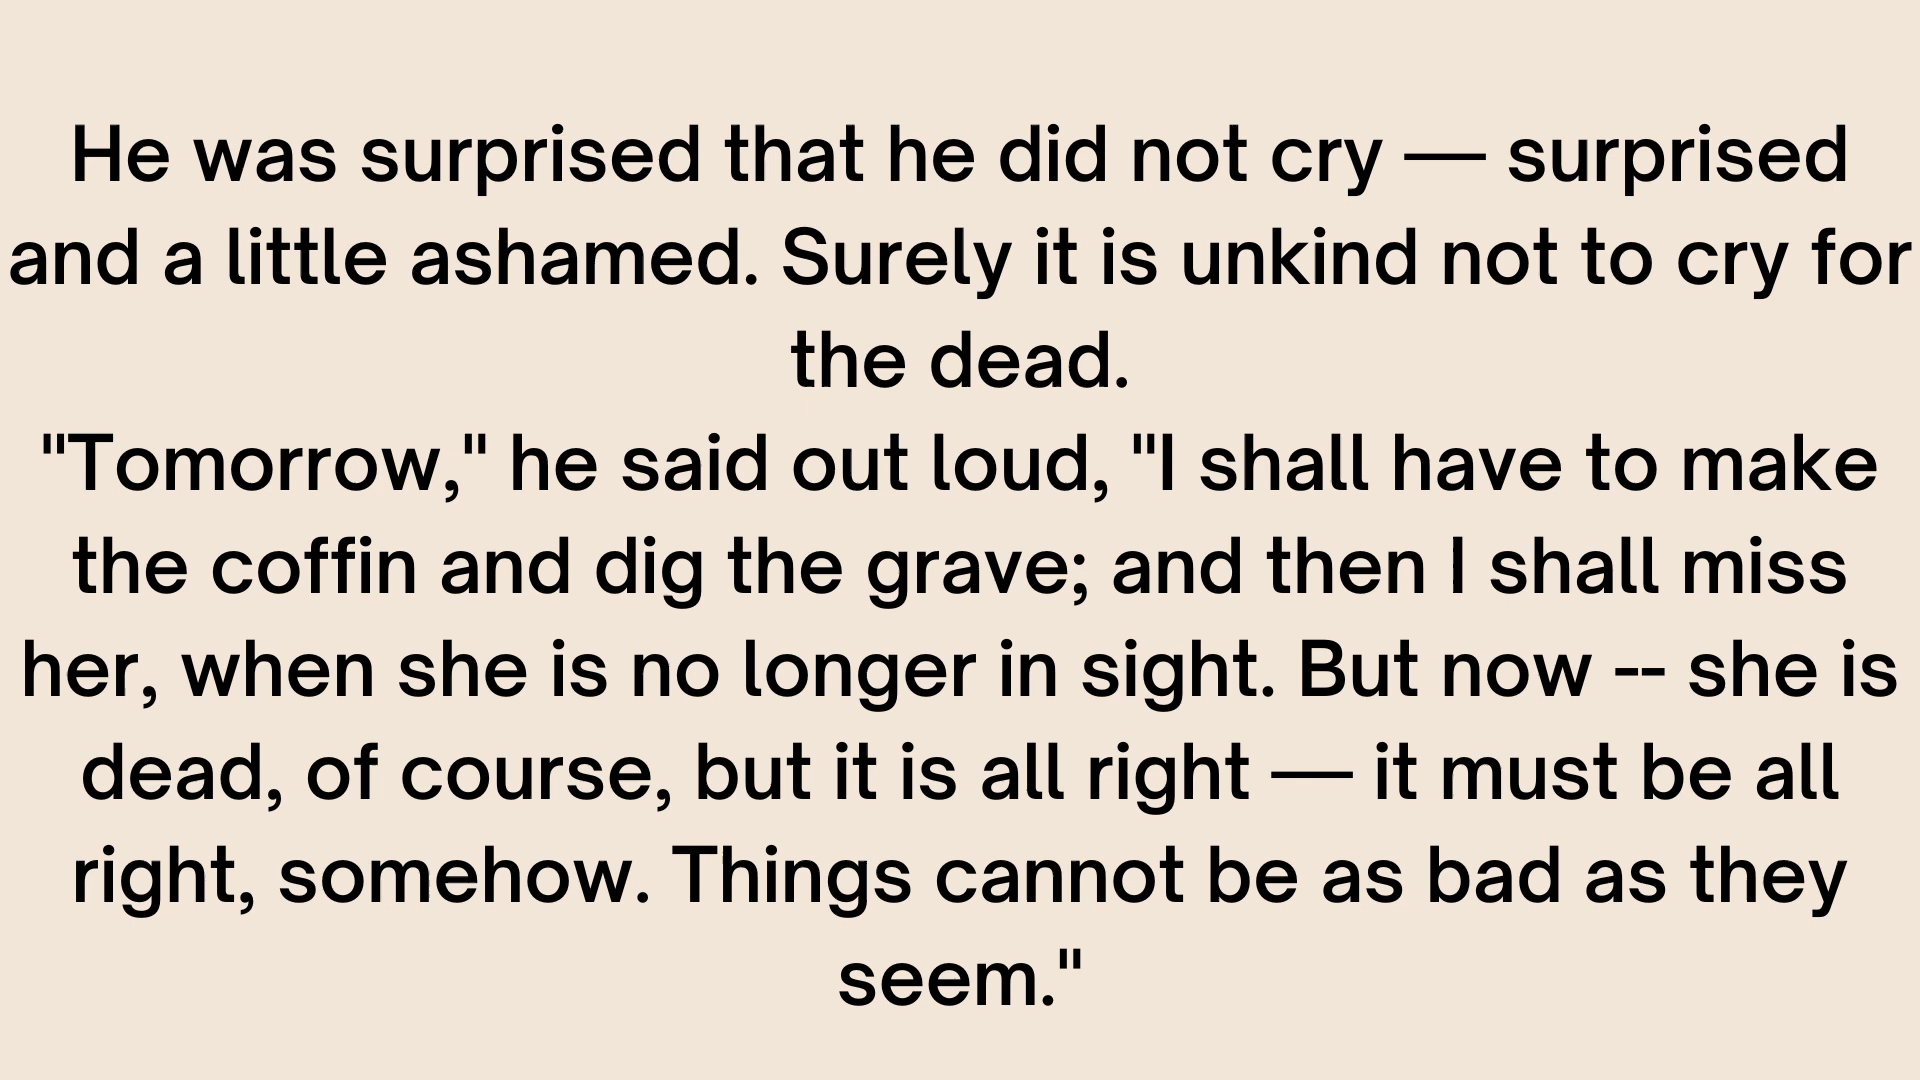 He was surprised that he did not cry — surprised
and a little ashamed. Surely it is unkind not to cry for
the dead.
"Tomorrow," he said out loud, "I shall have to make
the coffin and dig the grave; and then I shall miss
her, when she is no longer in sight. But now -- she is
dead, of course, but it is all right — it must be all
right, somehow. Things cannot be as bad as they
seem."